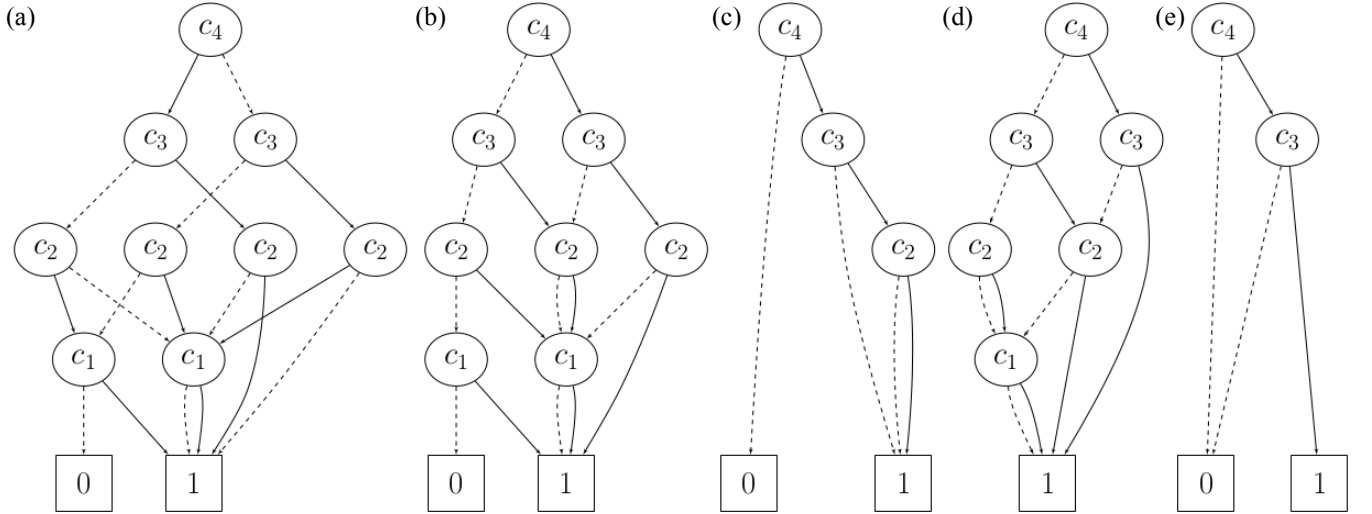 (a) (b) (c) (d) (e)
c₄ c₄ c₄ c₄ c₄
c₃ c₃ c₃ c₃ c₃ c₃ c₃ c₃
c₂ c₂ c₂ c₂ c₂ c₂ c₂ c₂ c₂ c₂
c₁ c₁ c₁ c₁ c₁
0 1 0 1 0 1 1 0 1